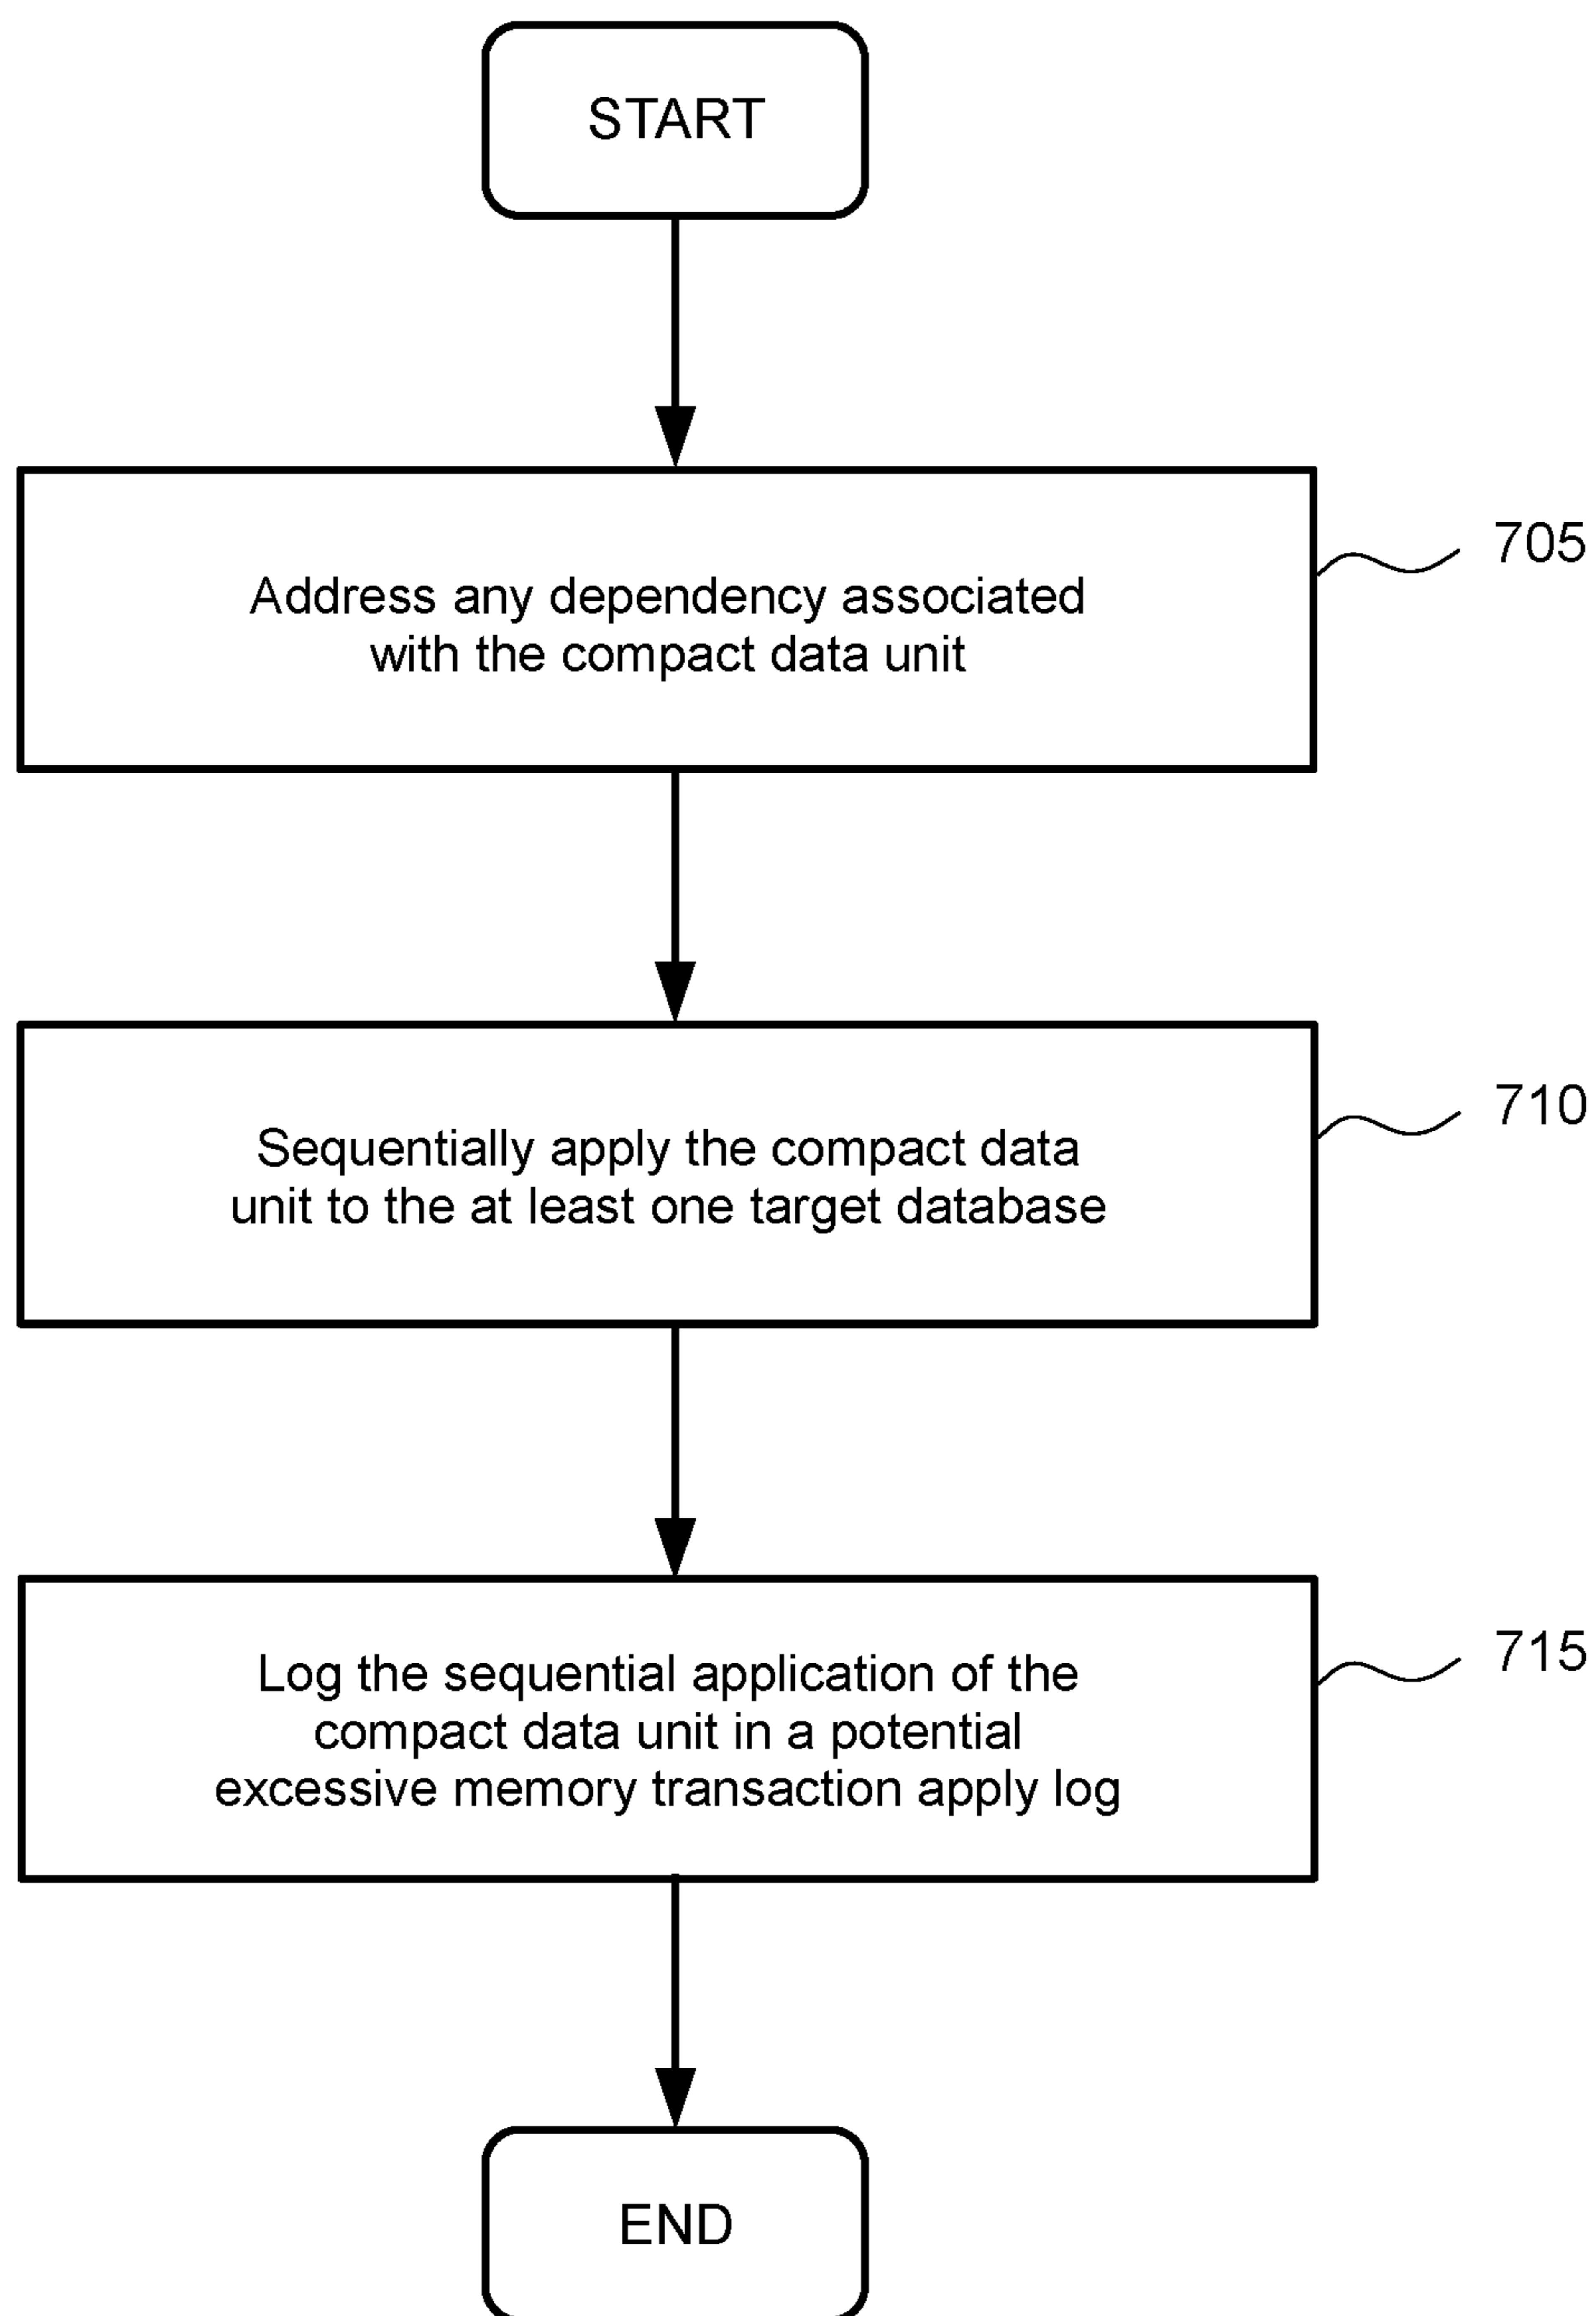 START
705
Address any dependency associated
with the compact data unit
710
Sequentially apply the compact data
unit to the at least one target database
715
Log the sequential application of the
compact data unit in a potential
excessive memory transaction apply log
END